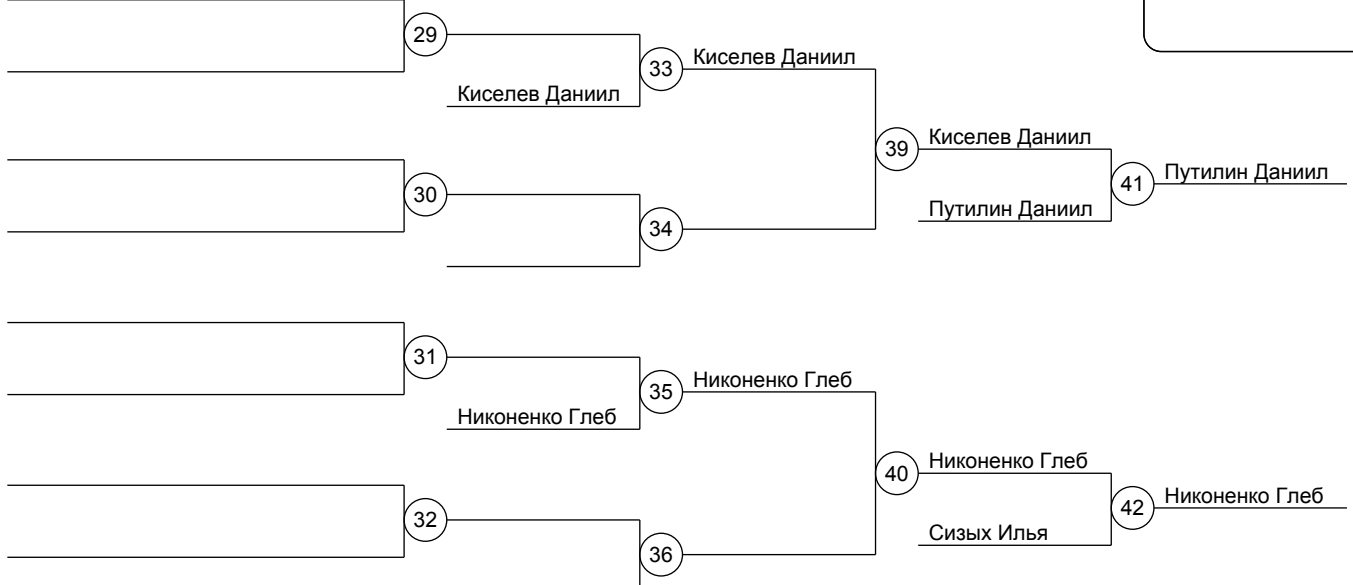 29
33
Киселев Даниил
Киселев Даниил
39
Киселев Даниил
41
Путилин Даниил
30
Путилин Даниил
34
31
35
Никоненко Глеб
Никоненко Глеб
40
Никоненко Глеб
42
Никоненко Глеб
32
Сизых Илья
36